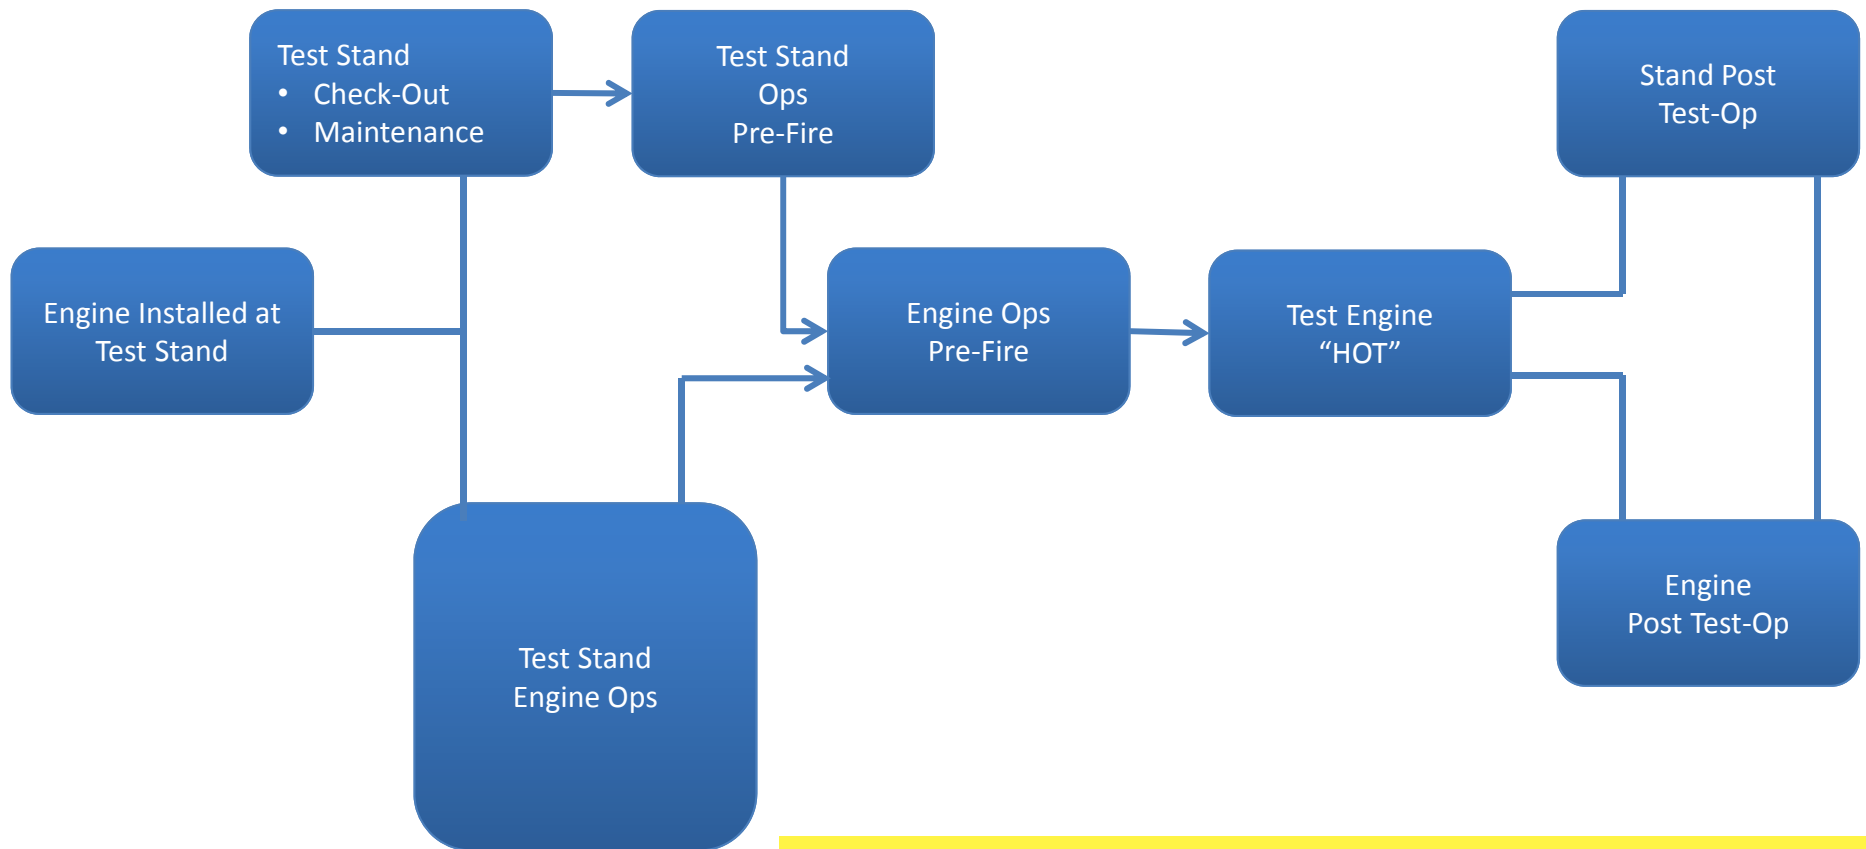 Test Stand
• Check-Out
• Maintenance
Test Stand
Ops
Pre-Fire
Stand Post
Test-Op
Engine Installed at
Test Stand
Engine Ops
Pre-Fire
Test Engine
“HOT”
Test Stand
Engine Ops
Engine
Post Test-Op